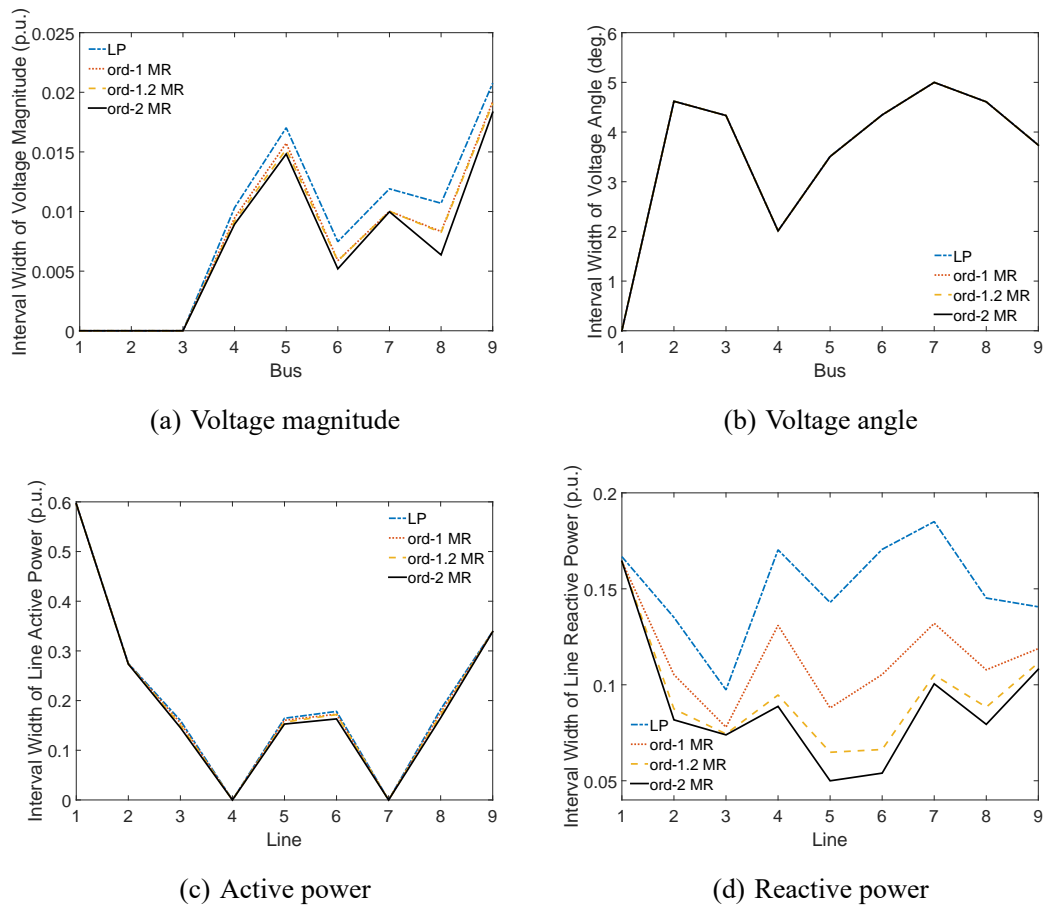 Interval Width of Voltage Magnitude (p.u.)
0.025
0.02
0.015
0.01
0.005
0
LP
ord-1 MR
ord-1.2 MR
ord-2 MR
1 2 3 4 5 6 7 8 9
Bus
(a) Voltage magnitude
Interval Width of Voltage Angle (deg.)
6
5
4
3
2
1
0
LP
ord-1 MR
ord-1.2 MR
ord-2 MR
1 2 3 4 5 6 7 8 9
Bus
(b) Voltage angle
Interval Width of Line Active Power (p.u.)
0.6
0.5
0.4
0.3
0.2
0.1
0
LP
ord-1 MR
ord-1.2 MR
ord-2 MR
1 2 3 4 5 6 7 8 9
Line
(c) Active power
Interval Width of Line Reactive Power (p.u.)
0.2
0.15
0.1
0.05
LP
ord-1 MR
ord-1.2 MR
ord-2 MR
1 2 3 4 5 6 7 8 9
Line
(d) Reactive power